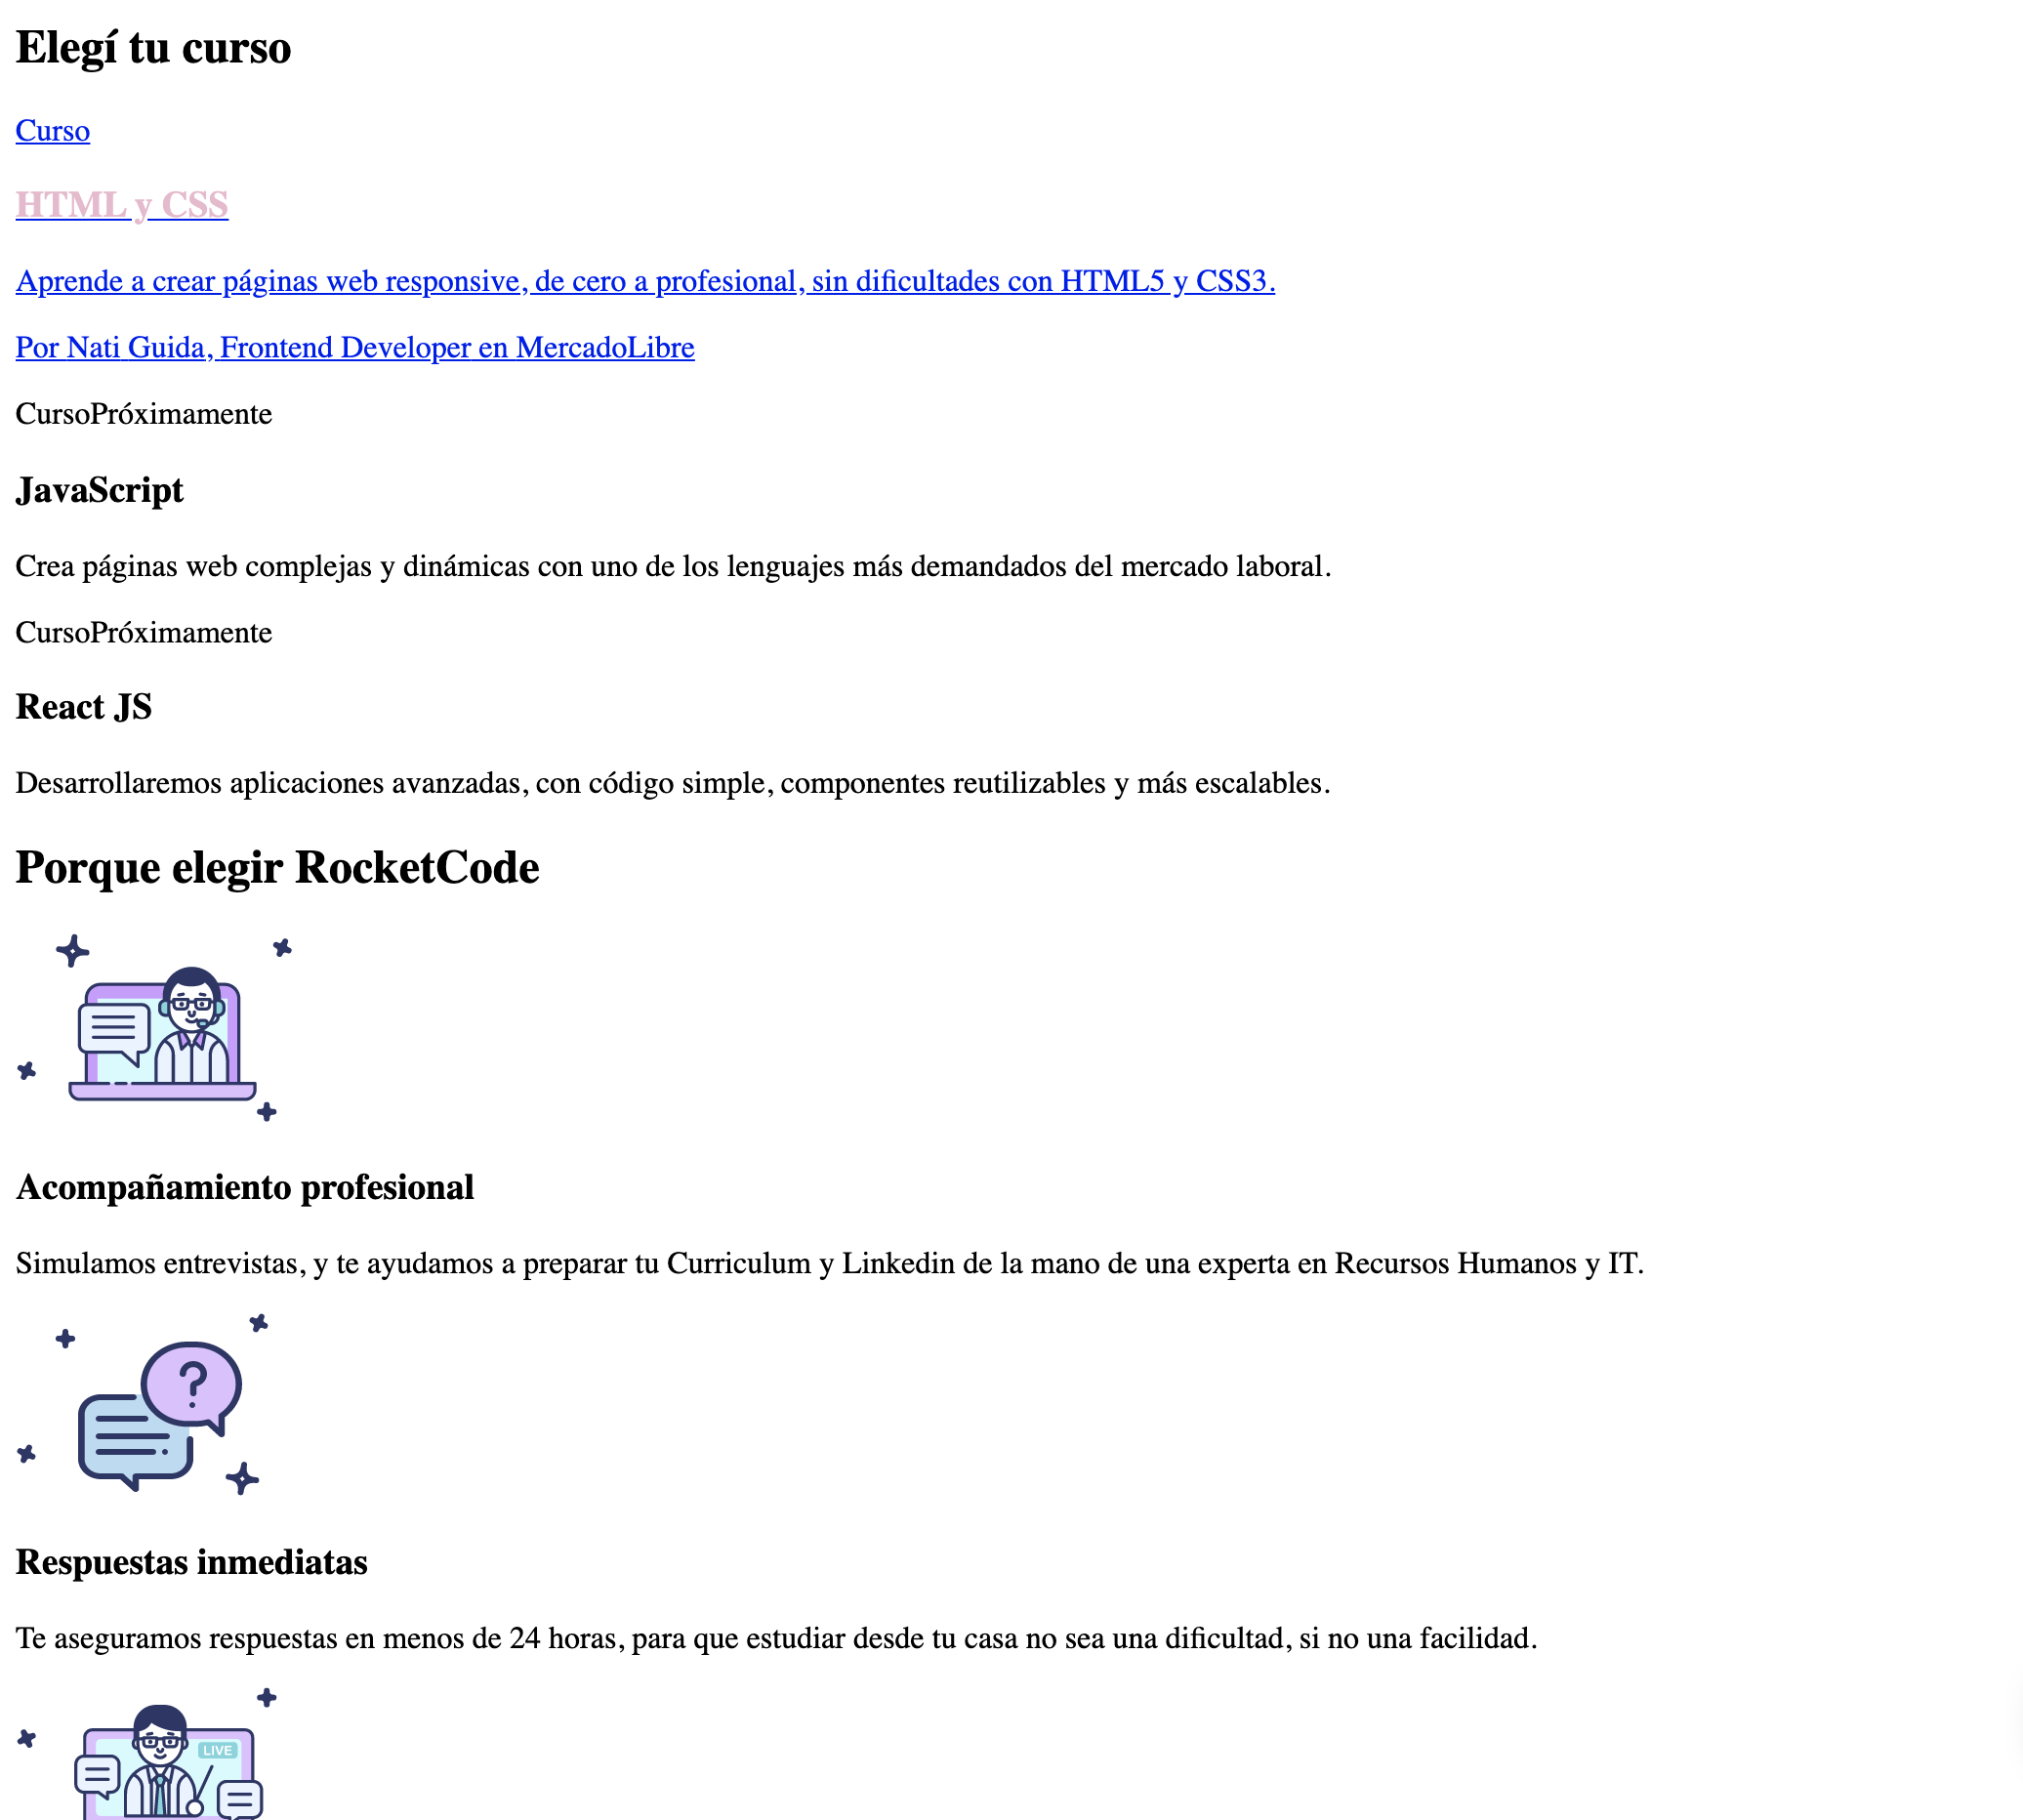 Elegí tu curso
Curso
HTML y CSS
Aprende a crear páginas web responsive, de cero a profesional, sin dificultades con HTML5 y CSS3.
Por Nati Guida, Frontend Developer en MercadoLibre
CursoPróximamente
JavaScript
Crea páginas web complejas y dinámicas con uno de los lenguajes más demandados del mercado laboral.
CursoPróximamente
React JS
Desarrollaremos aplicaciones avanzadas, con código simple, componentes reutilizables y más escalables.
Porque elegir RocketCode
Acompañamiento profesional
Simulamos entrevistas, y te ayudamos a preparar tu Curriculum y Linkedin de la mano de una experta en Recursos Humanos y IT.
?
Respuestas inmediatas
Te aseguramos respuestas en menos de 24 horas, para que estudiar desde tu casa no sea una dificultad, si no una facilidad.
LIVE